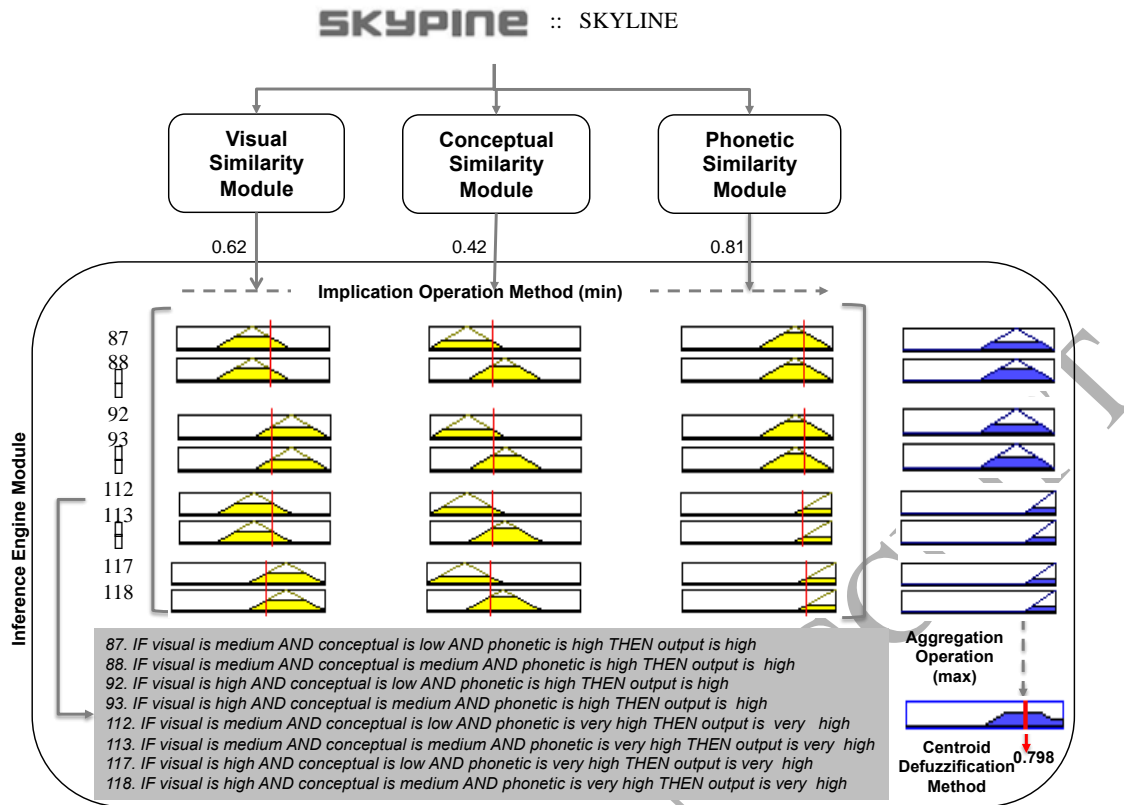 SKYPINE :: SKYLINE
Visual
Similarity
Module
Conceptual
Similarity
Module
Phonetic
Similarity
Module
0.62
0.42
0.81
Implication Operation Method (min)
Inference Engine Module
87
88
92
93
112
113
117
118
87. IF visual is medium AND conceptual is low AND phonetic is high THEN output is high
88. IF visual is medium AND conceptual is medium AND phonetic is high THEN output is high
92. IF visual is high AND conceptual is low AND phonetic is high THEN output is high
93. IF visual is high AND conceptual is medium AND phonetic is high THEN output is high
112. IF visual is medium AND conceptual is low AND phonetic is very high THEN output is very high
113. IF visual is medium AND conceptual is medium AND phonetic is very high THEN output is very high
117. IF visual is high AND conceptual is low AND phonetic is very high THEN output is very high
118. IF visual is high AND conceptual is medium AND phonetic is very high THEN output is very high
Aggregation
Operation
(max)
Centroid
Defuzzification
Method
0.798